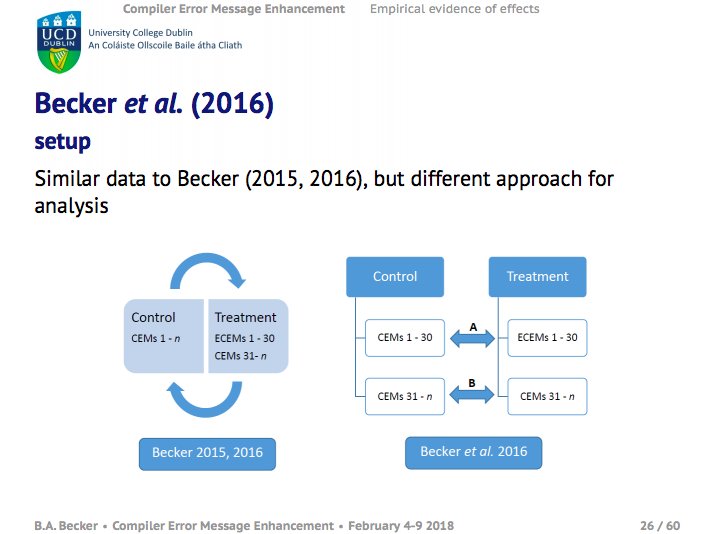 Compiler Error Message Enhancement Empirical evidence of effects
UCD
DUBLIN
University College Dublin
An Coláiste Ollscoile Baile átha Cliath
Becker et al. (2016)
setup
Similar data to Becker (2015, 2016), but different approach for
analysis
Control
CEMs 1 - n
Treatment
ECEMs 1 - 30
CEMs 31- n
Becker 2015, 2016
Control
Treatment
CEMs 1 - 30
A
ECEMs 1 - 30
CEMs 31 - n
B
CEMs 31 - n
Becker et al. 2016
B.A. Becker • Compiler Error Message Enhancement • February 4-9 2018 26 / 60